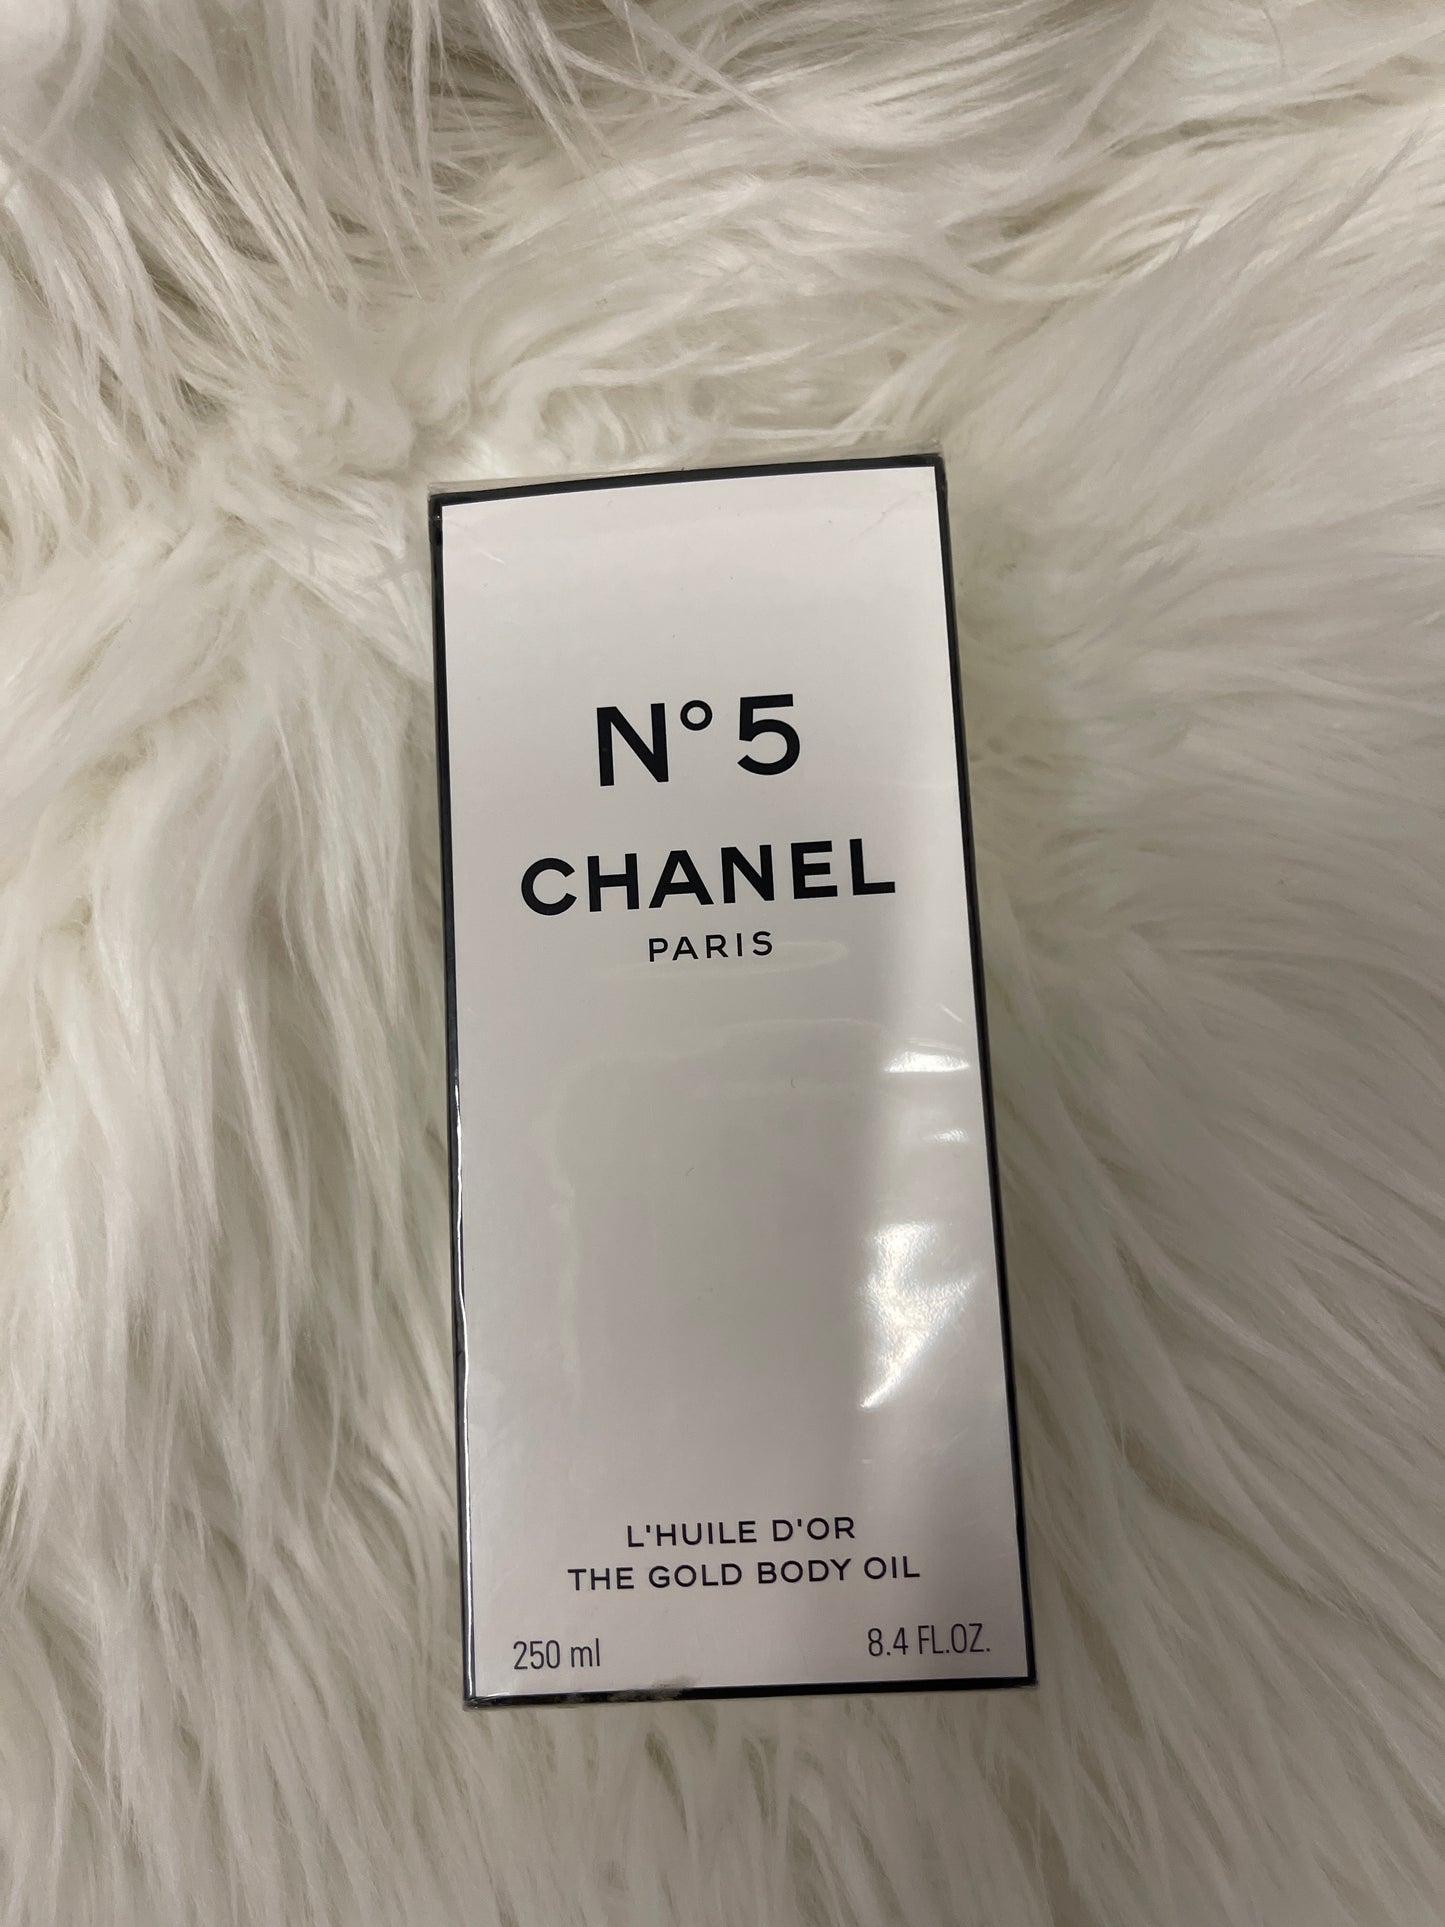 N° 5
CHANEL
PARIS
L'HUILE D'OR
THE GOLD BODY OIL
250 ml 8.4 FL.OZ.